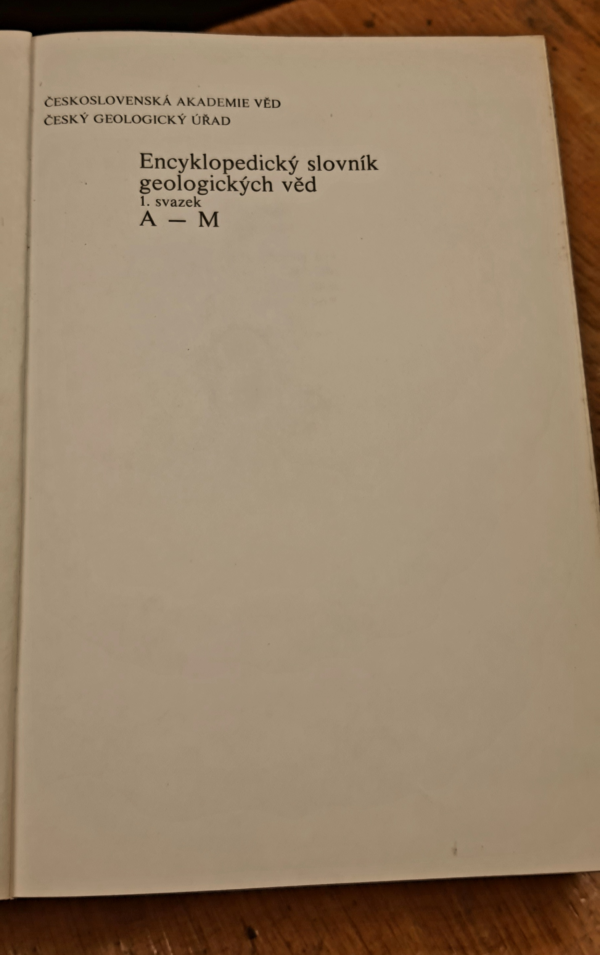 ČESKOSLOVENSKÁ AKADEMIE VĚD
ČESKÝ GEOLOGICKÝ ÚŘAD
Encyklopedický slovník
geologických věd
1. svazek
A — M